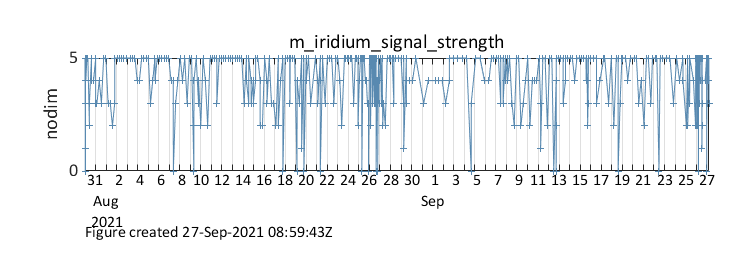 m_iridium_signal_strength
5
nodim
0
31 2 4 6 8 10 12 14 16 18 20 22 24 26 28 30 1 3 5 7 9 11 13 15 17 19 21 23 25 27
Aug Sep
2021
Figure created 27-Sep-2021 08:59:43Z